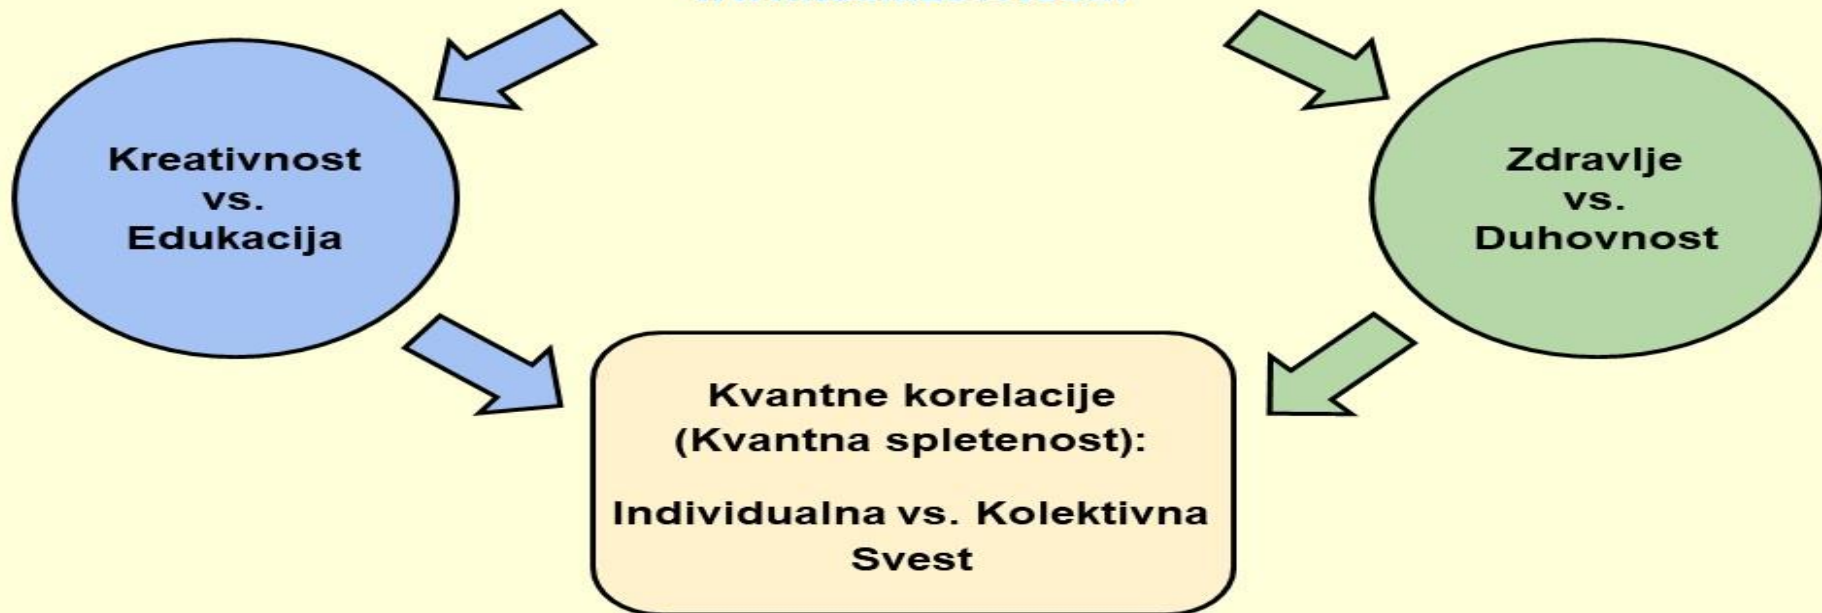 Kreativnost
vs.
Edukacija
Zdravlje
vs.
Duhovnost
Kvantne korelacije
(Kvantna spletenost):
Individualna vs. Kolektivna
Svest